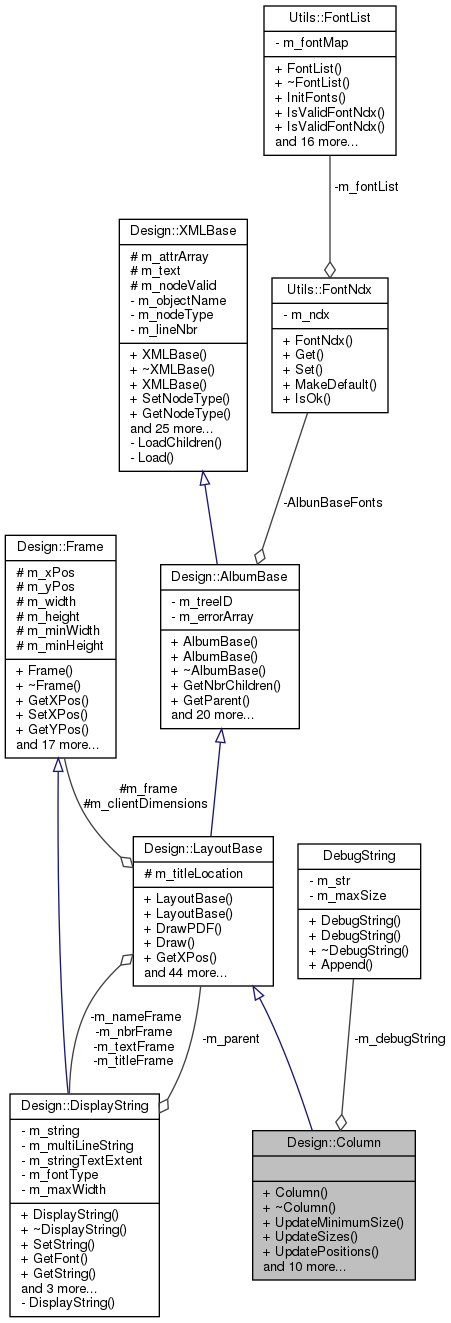 Utils::FontList
- m_fontMap
+ FontList()
+ ~FontList()
+ InitFonts()
+ IsValidFontNdx()
+ IsValidFontNdx()
and 16 more...
-m_fontList
Design::XMLBase
# m_attrArray
# m_text
# m_nodeValid
- m_objectName
- m_nodeType
- m_lineNbr
+ XMLBase()
+ ~XMLBase()
+ XMLBase()
+ SetNodeType()
+ GetNodeType()
and 25 more...
- LoadChildren()
- Load()
Utils::FontNdx
- m_ndx
+ FontNdx()
+ Get()
+ Set()
+ MakeDefault()
+ IsOk()
-AlbunBaseFonts
Design::Frame
# m_xPos
# m_yPos
# m_width
# m_height
# m_minWidth
# m_minHeight
+ Frame()
+ ~Frame()
+ GetXPos()
+ SetXPos()
+ GetYPos()
and 17 more...
Design::AlbumBase
- m_treeID
- m_errorArray
+ AlbumBase()
+ AlbumBase()
+ ~AlbumBase()
+ GetNbrChildren()
+ GetParent()
and 20 more...
#m_frame
#m_clientDimensions
Design::LayoutBase
# m_titleLocation
+ LayoutBase()
+ LayoutBase()
+ DrawPDF()
+ Draw()
+ GetXPos()
and 44 more...
DebugString
- m_str
- m_maxSize
+ DebugString()
+ DebugString()
+ ~DebugString()
+ Append()
-m_nameFrame
-m_nbrFrame
-m_textFrame
-m_titleFrame
-m_parent
-m_debugString
Design::DisplayString
- m_string
- m_multiLineString
- m_stringTextExtent
- m_fontType
- m_maxWidth
+ DisplayString()
+ ~DisplayString()
+ SetString()
+ GetFont()
+ GetString()
and 3 more...
- DisplayString()
Design::Column
+ Column()
+ ~Column()
+ UpdateMinimumSize()
+ UpdateSizes()
+ UpdatePositions()
and 10 more...